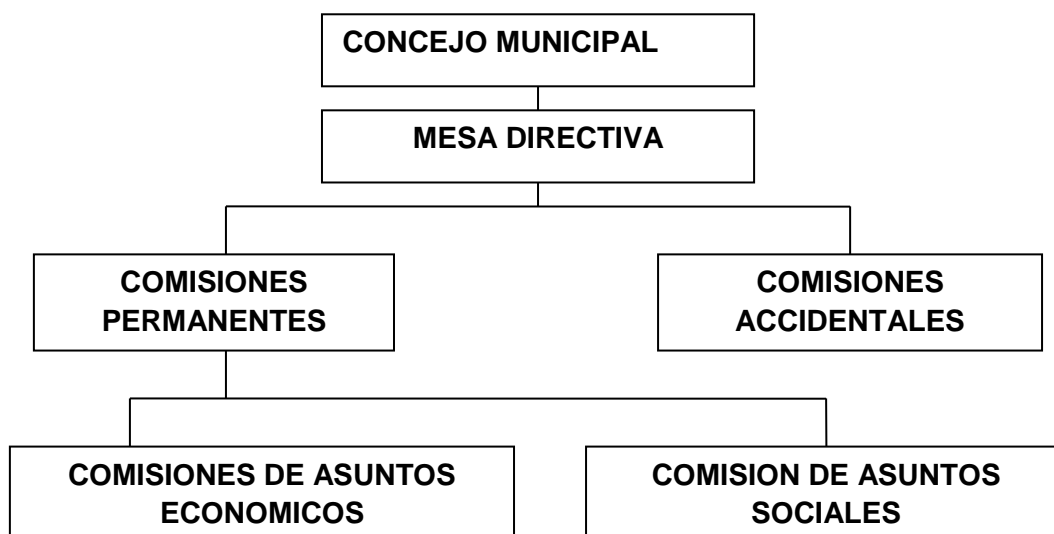 CONCEJO MUNICIPAL
MESA DIRECTIVA
COMISIONES
PERMANENTES
COMISIONES
ACCIDENTALES
COMISIONES DE ASUNTOS
ECONOMICOS
COMISION DE ASUNTOS
SOCIALES